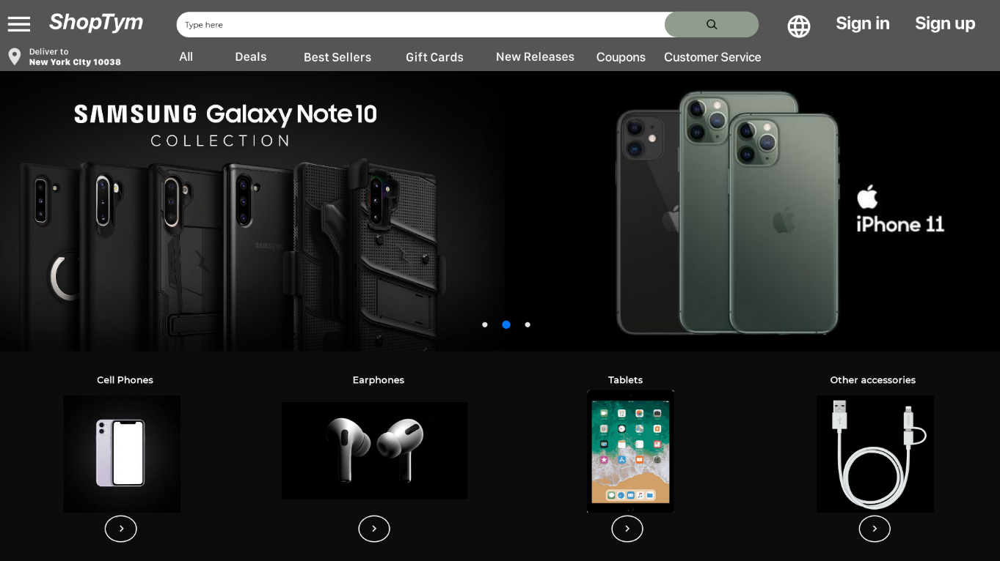 ShopTym
Type here
Sign in
Sign up
Deliver to
New York CIty 10038
All
Deals
Best Sellers
Gift Cards
New Releases
Coupons
Customer Service
SAMSUNG Galaxy Note10
COLLECTION
SAMSUNG
iPhone 11
Cell Phones
Earphones
Tablets
Other accessories